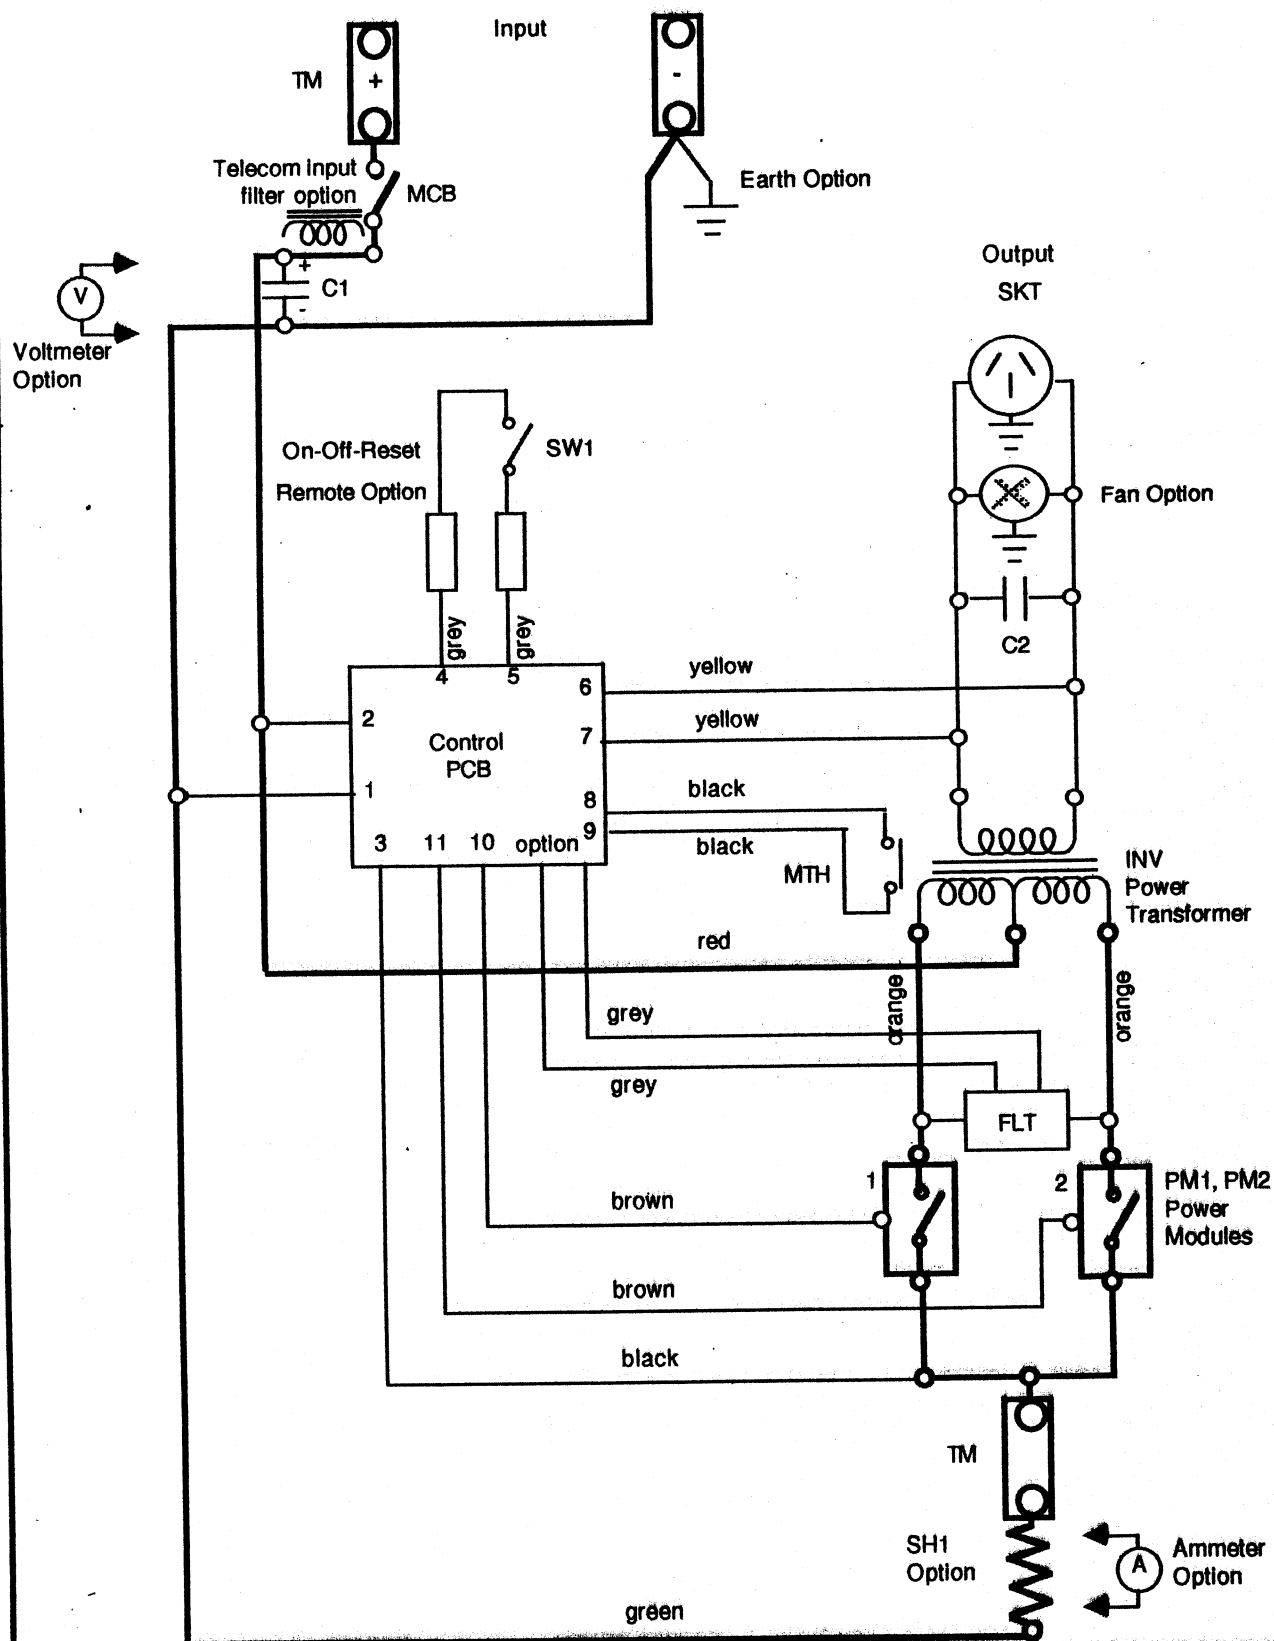 Input
TM
+
-
Telecom Input
filter option
MCB
Earth Option
+
C1
-
V
Voltmeter
Option
Output
SKT
On-Off-Reset
Remote Option
SW1
Fan Option
C2
grey
grey
4
5
6
yellow
2
7
yellow
Control
PCB
1
8
black
9
black
3
11
10
option
MTH
INV
Power
Transformer
red
orange
orange
grey
grey
FLT
1
2
PM1, PM2
Power
Modules
brown
brown
black
TM
SH1
Option
A
Ammeter
Option
green